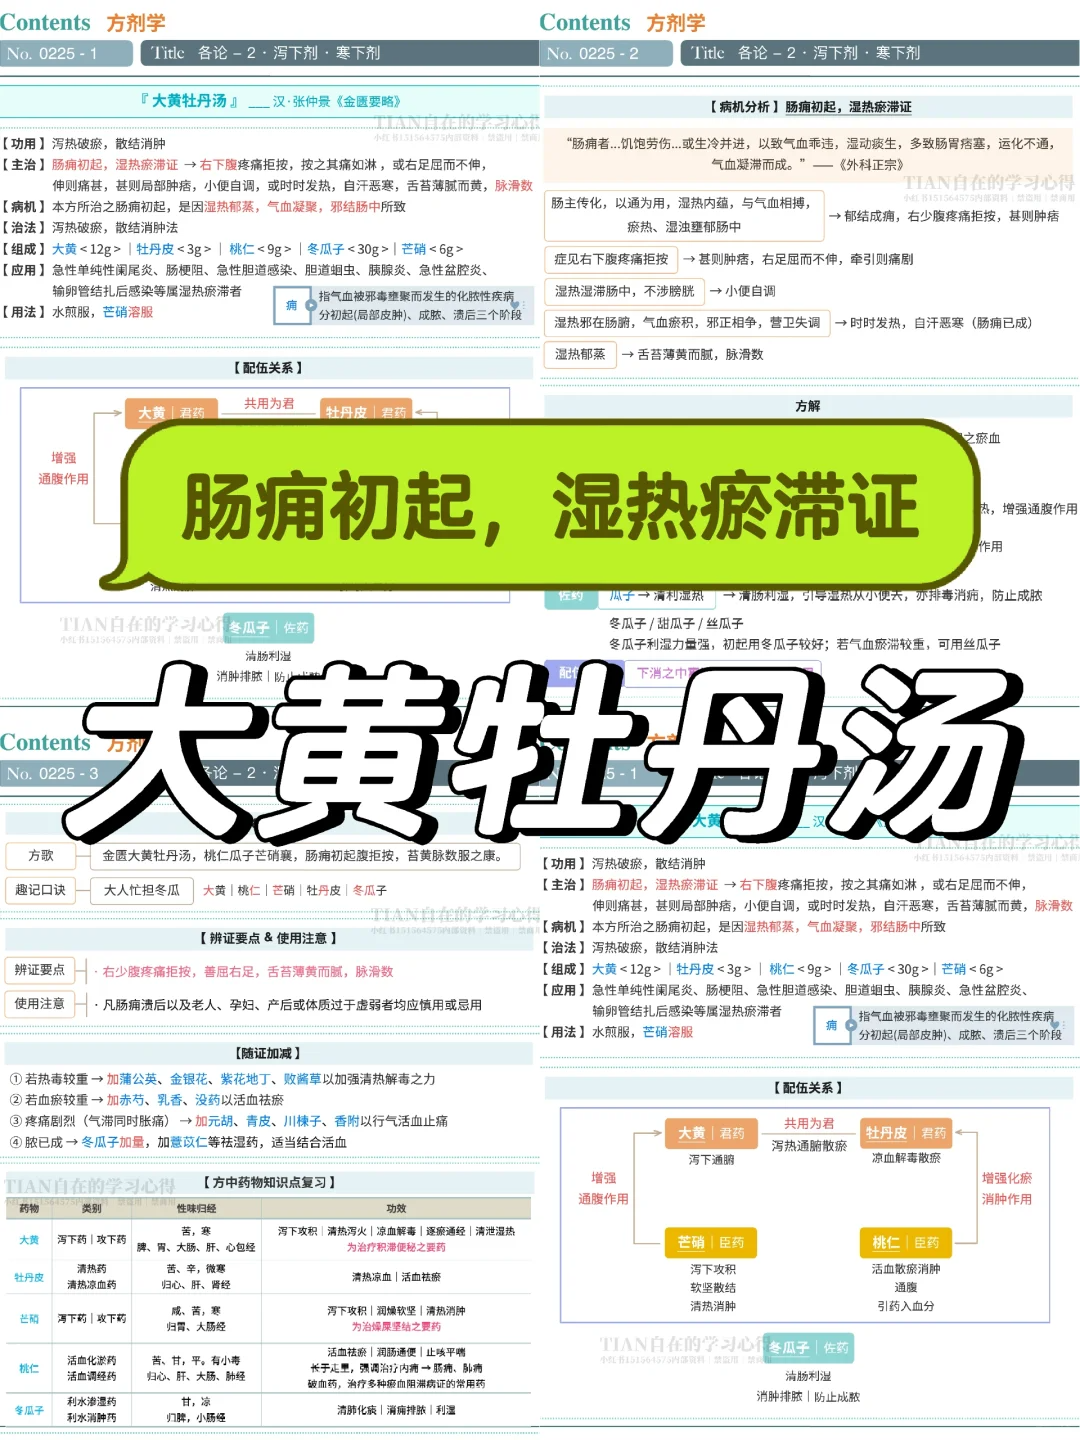 Contents 方剂学
No. 0225 - 1 Title 各论 – 2 · 泻下剂 · 寒下剂
『 大黄牡丹汤 』 ___ 汉·张仲景《金匮要略》
TIAN自在的学习心得
【 功用 】 泻热破瘀，散结消肿
【 主治 】 肠痈初起，湿热瘀滞证 → 右下腹疼痛拒按，按之其痛如淋 ，或右足屈而不伸，
伸则痛甚，甚则局部肿痞，小便自调，或时时发热，自汗恶寒，舌苔薄腻而黄，脉滑数
【 病机 】 本方所治之肠痈初起，是因湿热郁蒸，气血凝聚，邪结肠中所致
【 治法 】 泻热破瘀，散结消肿法
【 组成 】 大黄 < 12g > ｜牡丹皮 < 3g > ｜ 桃仁 < 9g > ｜冬瓜子 < 30g >｜芒硝 < 6g >
【 应用 】 急性单纯性阑尾炎、肠梗阻、急性胆道感染、胆道蛔虫、胰腺炎、急性盆腔炎、
输卵管结扎后感染等属湿热瘀滞者
【 用法 】 水煎服，芒硝溶服
痈 指气血被邪毒壅聚而发生的化脓性疾病
分初起(局部皮肿)、成脓、溃后三个阶段
【 配伍关系 】
大黄｜君药 共用为君 牡丹皮｜君药
增强
通腹作用
TIAN自在的学习心得
冬瓜子｜佐药
清肠利湿
消肿排脓｜防止成脓
Contents 方剂学
No. 0225 - 2 Title 各论 – 2 · 泻下剂 · 寒下剂
【 病机分析 】肠痈初起，湿热瘀滞证
“肠痈者...饥饱劳伤...或生冷并进，以致气血乖违，湿动痰生，多致肠胃痞塞，运化不通，
气血凝滞而成。” ——《外科正宗》
TIAN自在的学习心得
肠主传化，以通为用，湿热内蕴，与气血相搏，
瘀热、湿浊壅郁肠中 → 郁结成痈，右少腹疼痛拒按，甚则肿痞
症见右下腹疼痛拒按 → 甚则肿痞，右足屈而不伸，牵引则痛剧
湿热湿滞肠中，不涉膀胱 → 小便自调
湿热邪在肠腑，气血瘀积，邪正相争，营卫失调 → 时时发热，自汗恶寒（肠痈已成）
湿热郁蒸 → 舌苔薄黄而腻，脉滑数
方解
之瘀血
热，增强通腹作用
作用
佐药 瓜子 → 清利湿热 → 清肠利湿，引导湿热从小便去，亦排毒消痈，防止成脓
冬瓜子 / 甜瓜子 / 丝瓜子
冬瓜子利湿力量强，初起用冬瓜子较好；若气血瘀滞较重，可用丝瓜子
肠痈初起，湿热瘀滞证
大黄牡丹汤
Contents 方剂
No. 0225 - 3 各论 – 2 ·
方歌 金匮大黄牡丹汤，桃仁瓜子芒硝襄，肠痈初起腹拒按，苔黄脉数服之康。
趣记口诀 大人忙担冬瓜 大黄｜桃仁｜芒硝｜牡丹皮｜冬瓜子
TIAN自在的学习心得
【 辨证要点 & 使用注意 】
辨证要点 · 右少腹疼痛拒按，善屈右足，舌苔薄黄而腻，脉滑数
使用注意 · 凡肠痈溃后以及老人、孕妇、产后或体质过于虚弱者均应慎用或忌用
【随证加减 】
① 若热毒较重 → 加蒲公英、金银花、紫花地丁、败酱草以加强清热解毒之力
② 若血瘀较重 → 加赤芍、乳香、没药以活血祛瘀
③ 疼痛剧烈（气滞同时胀痛） → 加元胡、青皮、川楝子、香附以行气活血止痛
④ 脓已成 → 冬瓜子加量，加薏苡仁等祛湿药，适当结合活血
TIAN自在的学习心得
【 方中药物知识点复习 】
药物 类别 性味归经 功效
大黄 泻下药｜攻下药 苦，寒
脾、胃、大肠、肝、心包经 泻下攻积｜清热泻火｜凉血解毒｜逐瘀通经｜清泄湿热
为治疗积滞便秘之要药
牡丹皮 清热药
清热凉血药 苦、辛，微寒
归心、肝、肾经 清热凉血｜活血祛瘀
芒硝 泻下药｜攻下药 咸、苦，寒
归胃、大肠经 泻下攻积｜润燥软坚｜清热消肿
为治燥屎坚结之要药
桃仁 活血化瘀药
活血调经药 苦、甘，平。有小毒
归心、肝、大肠、肺经 活血祛瘀｜润肠通便｜止咳平喘
长于走里，强调治疗内痈 → 肠痈、肺痈
破血药，治疗多种瘀血阻滞病证的常用药
冬瓜子 利水渗湿药
利水消肿药 甘，凉
归脾，小肠经 清肺化痰｜消痈排脓｜利湿
5 - 1
【 功用 】 泻热破瘀，散结消肿
【 主治 】 肠痈初起，湿热瘀滞证 → 右下腹疼痛拒按，按之其痛如淋 ，或右足屈而不伸，
伸则痛甚，甚则局部肿痞，小便自调，或时时发热，自汗恶寒，舌苔薄腻而黄，脉滑数
【 病机 】 本方所治之肠痈初起，是因湿热郁蒸，气血凝聚，邪结肠中所致
【 治法 】 泻热破瘀，散结消肿法
【 组成 】 大黄 < 12g > ｜牡丹皮 < 3g > ｜ 桃仁 < 9g > ｜冬瓜子 < 30g >｜芒硝 < 6g >
【 应用 】 急性单纯性阑尾炎、肠梗阻、急性胆道感染、胆道蛔虫、胰腺炎、急性盆腔炎、
输卵管结扎后感染等属湿热瘀滞者
【 用法 】 水煎服，芒硝溶服
痈 指气血被邪毒壅聚而发生的化脓性疾病
分初起(局部皮肿)、成脓、溃后三个阶段
【 配伍关系 】
大黄｜君药 共用为君 牡丹皮｜君药
泻下通腑 泻热通腑散瘀 凉血解毒散瘀
增强
通腹作用
增强化瘀
消肿作用
芒硝｜臣药 桃仁｜臣药
泻下攻积 活血散瘀消肿
软坚散结 通腹
清热消肿 引药入血分
TIAN自在的学习心得
冬瓜子｜佐药
清肠利湿
消肿排脓｜防止成脓